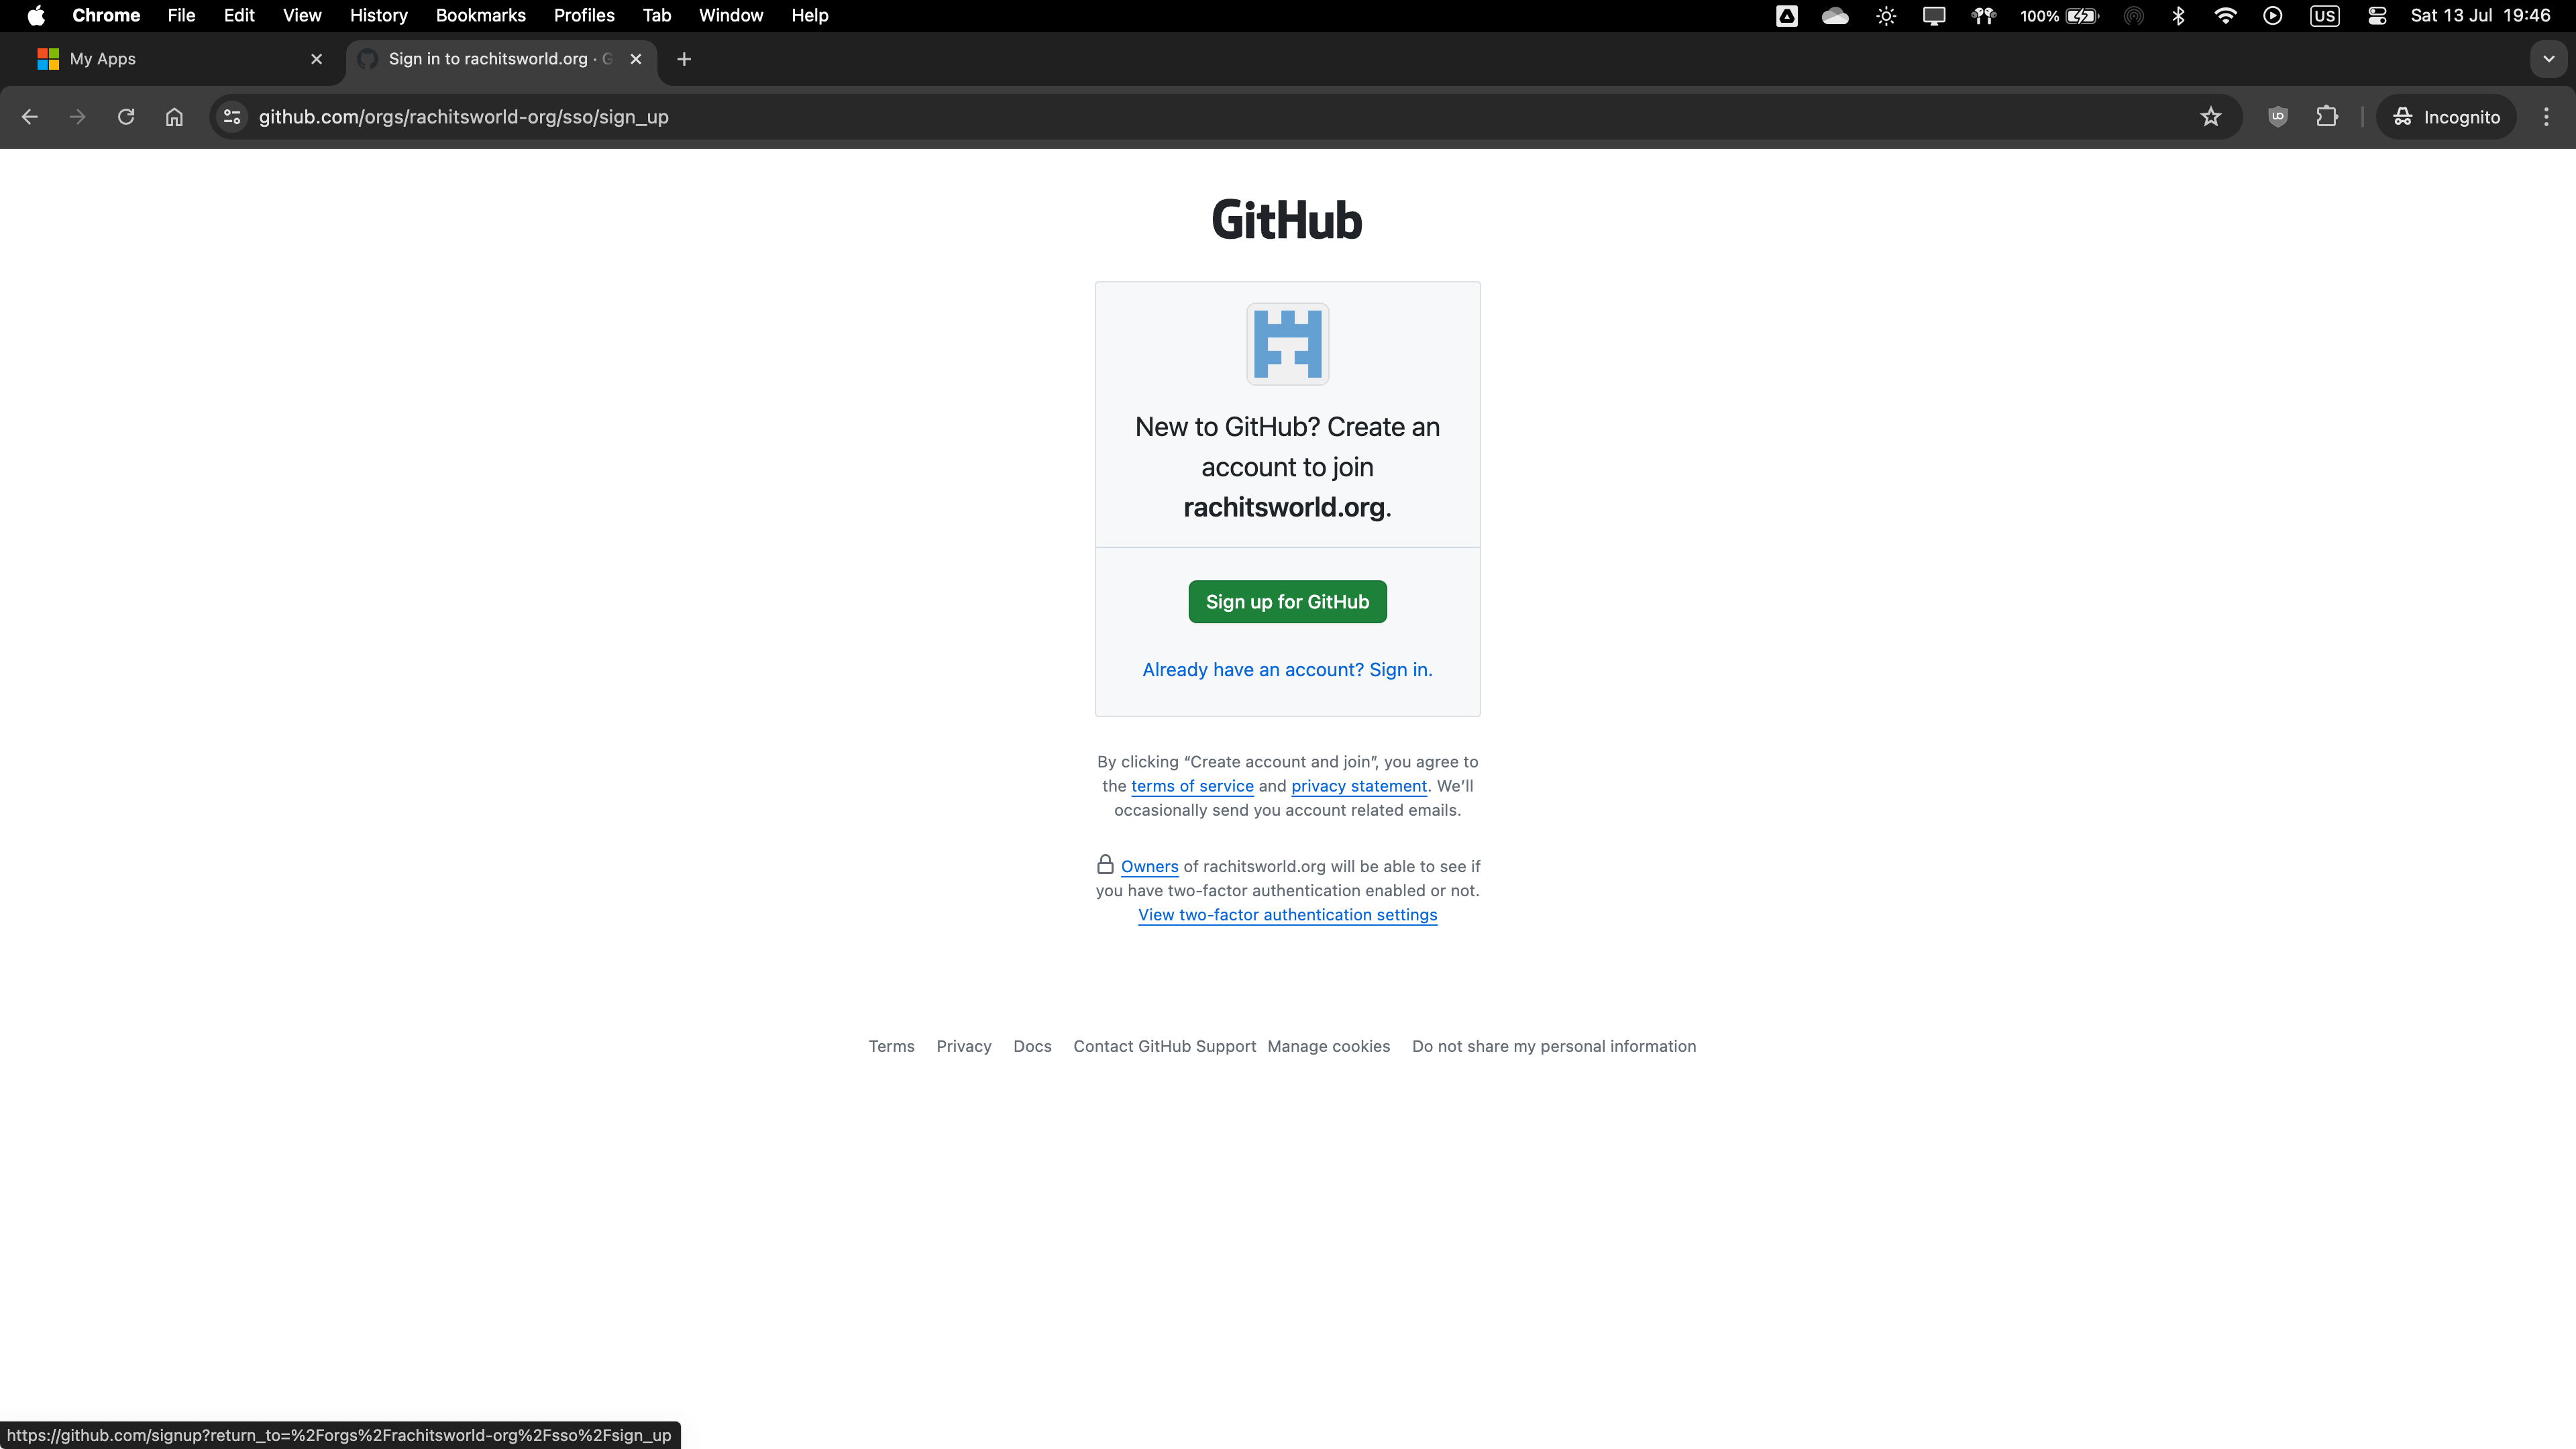 Chrome File Edit View History Bookmarks Profiles Tab Window Help 100% US Sat 13 Jul 19:46
My Apps Sign in to rachitsworld.org · G
github.com/orgs/rachitsworld-org/sso/sign_up Incognito
GitHub
New to GitHub? Create an
account to join
rachitsworld.org.
Sign up for GitHub
Already have an account? Sign in.
By clicking “Create account and join”, you agree to
the terms of service and privacy statement. We’ll
occasionally send you account related emails.
Owners of rachitsworld.org will be able to see if
you have two-factor authentication enabled or not.
View two-factor authentication settings
Terms Privacy Docs Contact GitHub Support Manage cookies Do not share my personal information
https://github.com/signup?return_to=%2Forgs%2Frachitsworld-org%2Fsso%2Fsign_up